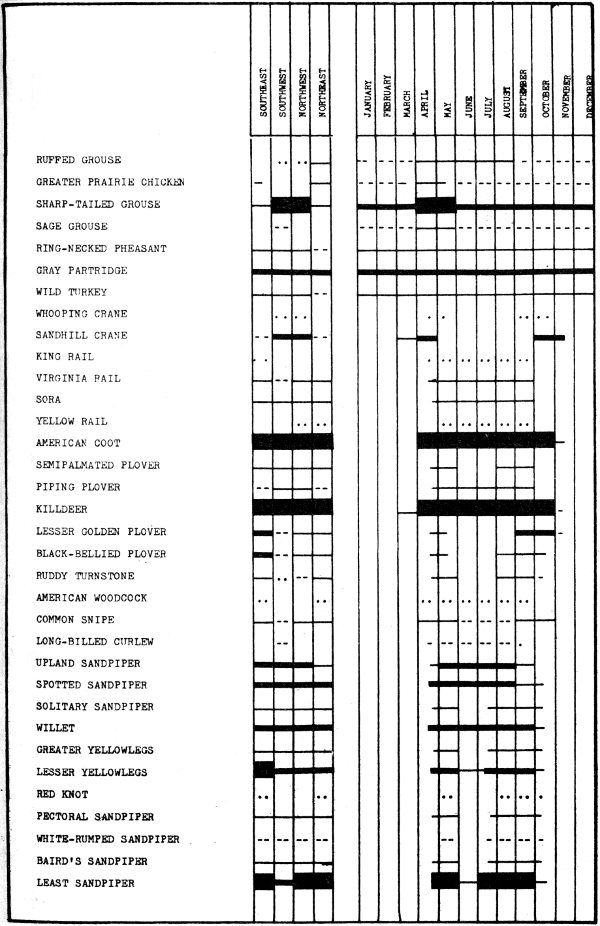 SOUTHEAST
SOUTHWEST
NORTHWEST
NORTHEAST
JANUARY
FEBRUARY
MARCH
APRIL
MAY
JUNE
JULY
AUGUST
SEPTEMBER
OCTOBER
NOVEMBER
DECEMBER
RUFFED GROUSE
GREATER PRAIRIE CHICKEN
SHARP-TAILED GROUSE
SAGE GROUSE
RING-NECKED PHEASANT
GRAY PARTRIDGE
WILD TURKEY
WHOOPING CRANE
SANDHILL CRANE
KING RAIL
VIRGINIA RAIL
SORA
YELLOW RAIL
AMERICAN COOT
SEMIPALMATED PLOVER
PIPING PLOVER
KILLDEER
LESSER GOLDEN PLOVER
BLACK-BELLIED PLOVER
RUDDY TURNSTONE
AMERICAN WOODCOCK
COMMON SNIPE
LONG-BILLED CURLEW
UPLAND SANDPIPER
SPOTTED SANDPIPER
SOLITARY SANDPIPER
WILLET
GREATER YELLOWLEGS
LESSER YELLOWLEGS
RED KNOT
PECTORAL SANDPIPER
WHITE-RUMPED SANDPIPER
BAIRD'S SANDPIPER
LEAST SANDPIPER